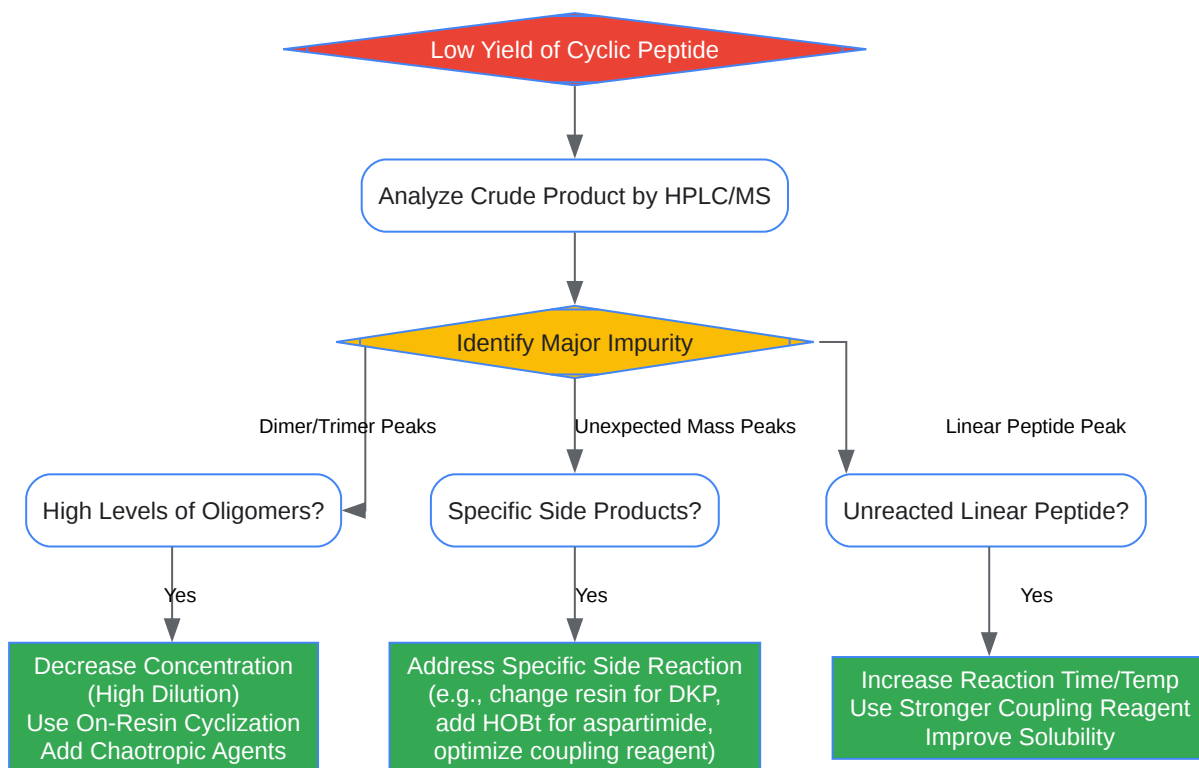 Low Yield of Cyclic Peptide
Analyze Crude Product by HPLC/MS
Identify Major Impurity
Dimer/Trimer Peaks
Unexpected Mass Peaks
Linear Peptide Peak
High Levels of Oligomers?
Specific Side Products?
Unreacted Linear Peptide?
Yes
Yes
Yes
Decrease Concentration
(High Dilution)
Use On-Resin Cyclization
Add Chaotropic Agents
Address Specific Side Reaction
(e.g., change resin for DKP,
add HOBt for aspartimide,
optimize coupling reagent)
Increase Reaction Time/Temp
Use Stronger Coupling Reagent
Improve Solubility